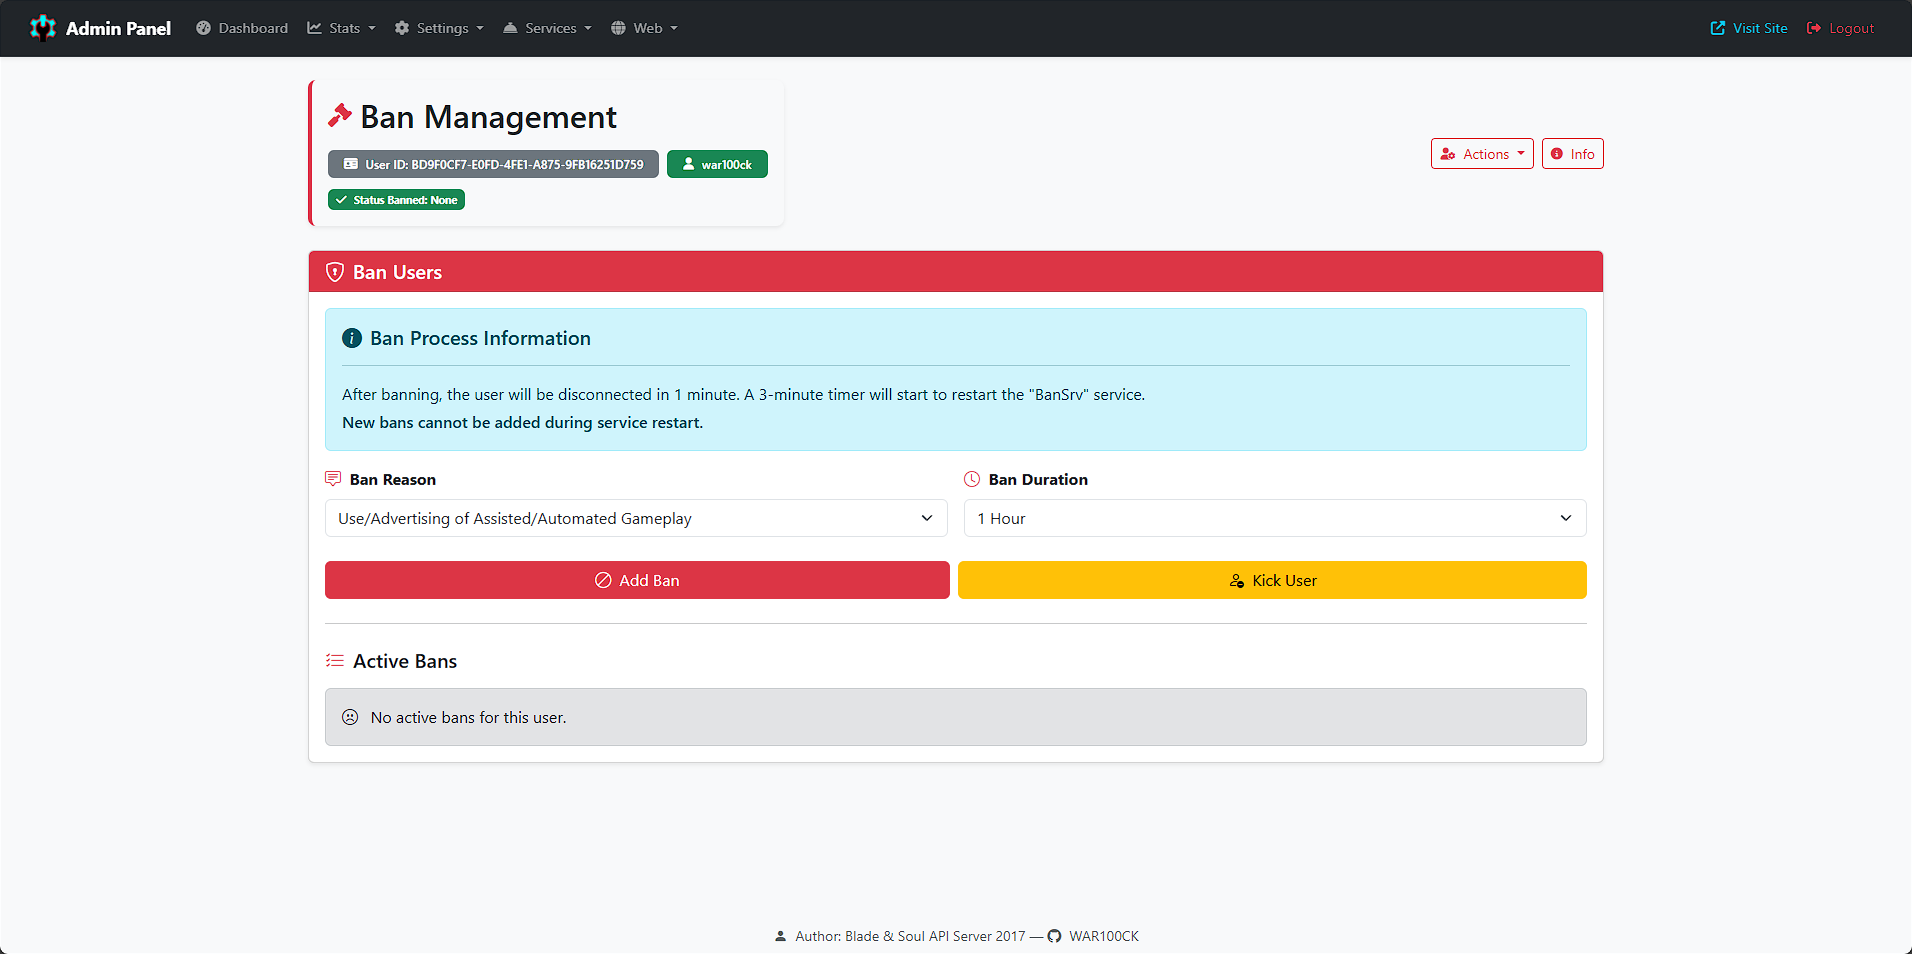 Admin Panel Dashboard Stats Settings Services Web Visit Site Logout
Ban Management
User ID: BD9F0CF7-E0FD-4FE1-A875-9FB16251D759 war100ck
Status Banned: None
Actions Info
Ban Users
Ban Process Information
After banning, the user will be disconnected in 1 minute. A 3-minute timer will start to restart the "BanSrv" service.
New bans cannot be added during service restart.
Ban Reason Ban Duration
Use/Advertising of Assisted/Automated Gameplay 1 Hour
Add Ban Kick User
Active Bans
No active bans for this user.
Author: Blade & Soul API Server 2017 — WAR100CK